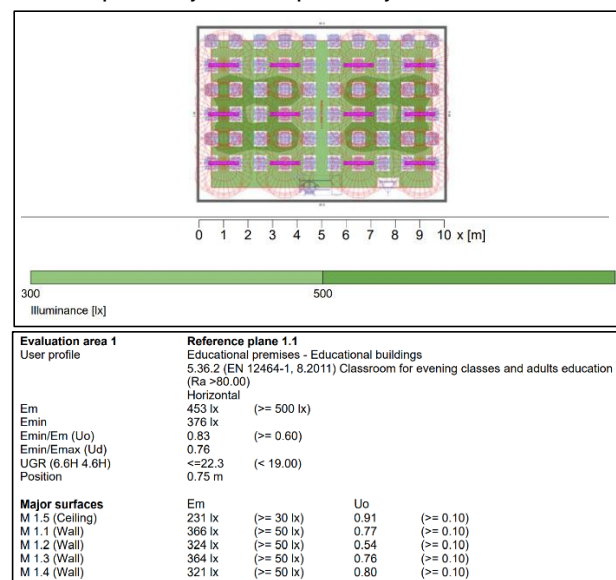 0 1 2 3 4 5 6 7 8 9 10 x [m]
300 500
Illuminance [lx]
Evaluation area 1 Reference plane 1.1
User profile Educational premises - Educational buildings
5.36.2 (EN 12464-1, 8.2011) Classroom for evening classes and adults education
(Ra >80.00)
Horizontal
Em 453 lx (>= 500 lx)
Emin 376 lx
Emin/Em (Uo) 0.83 (>= 0.60)
Emin/Emax (Ud) 0.76
UGR (6.6H 4.6H) <=22.3 (< 19.00)
Position 0.75 m
Major surfaces Em Uo
M 1.5 (Ceiling) 231 lx (>= 30 lx) 0.91 (>= 0.10)
M 1.1 (Wall) 366 lx (>= 50 lx) 0.77 (>= 0.10)
M 1.2 (Wall) 324 lx (>= 50 lx) 0.54 (>= 0.10)
M 1.3 (Wall) 364 lx (>= 50 lx) 0.76 (>= 0.10)
M 1.4 (Wall) 321 lx (>= 50 lx) 0.80 (>= 0.10)